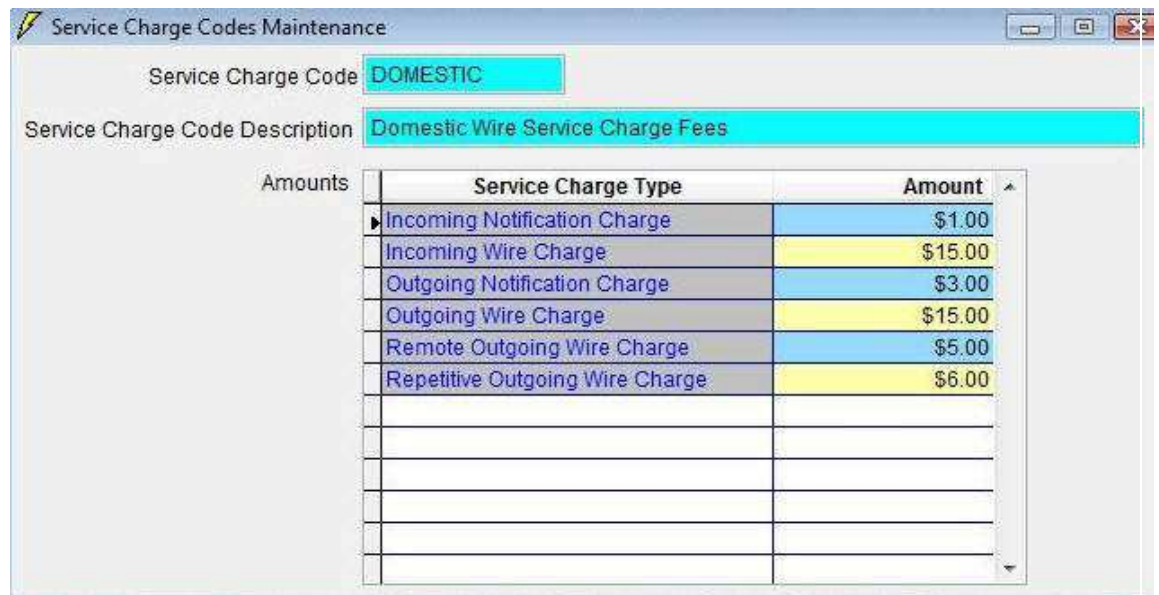 Service Charge Codes Maintenance
Service Charge Code DOMESTIC
Service Charge Code Description Domestic Wire Service Charge Fees
Amounts Service Charge Type Amount
Incoming Notification Charge $1.00
Incoming Wire Charge $15.00
Outgoing Notification Charge $3.00
Outgoing Wire Charge $15.00
Remote Outgoing Wire Charge $5.00
Repetitive Outgoing Wire Charge $6.00